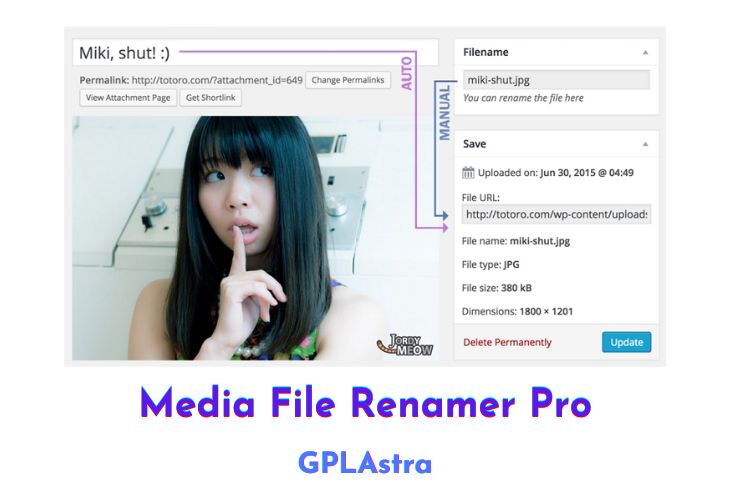 Miki, shut! :)
Permalink: http://totoro.com/?attachment_id=649 Change Permalinks
View Attachment Page Get Shortlink
AUTO
MANUAL
Filename
miki-shut.jpg
You can rename the file here
Save
Uploaded on: Jun 30, 2015 @ 04:49
File URL:
http://totoro.com/wp-content/uploads
File name: miki-shut.jpg
File type: JPG
File size: 380 kB
Dimensions: 1800 × 1201
Delete Permanently Update
JORDY
MEOW
Media File Renamer Pro
GPLAstra